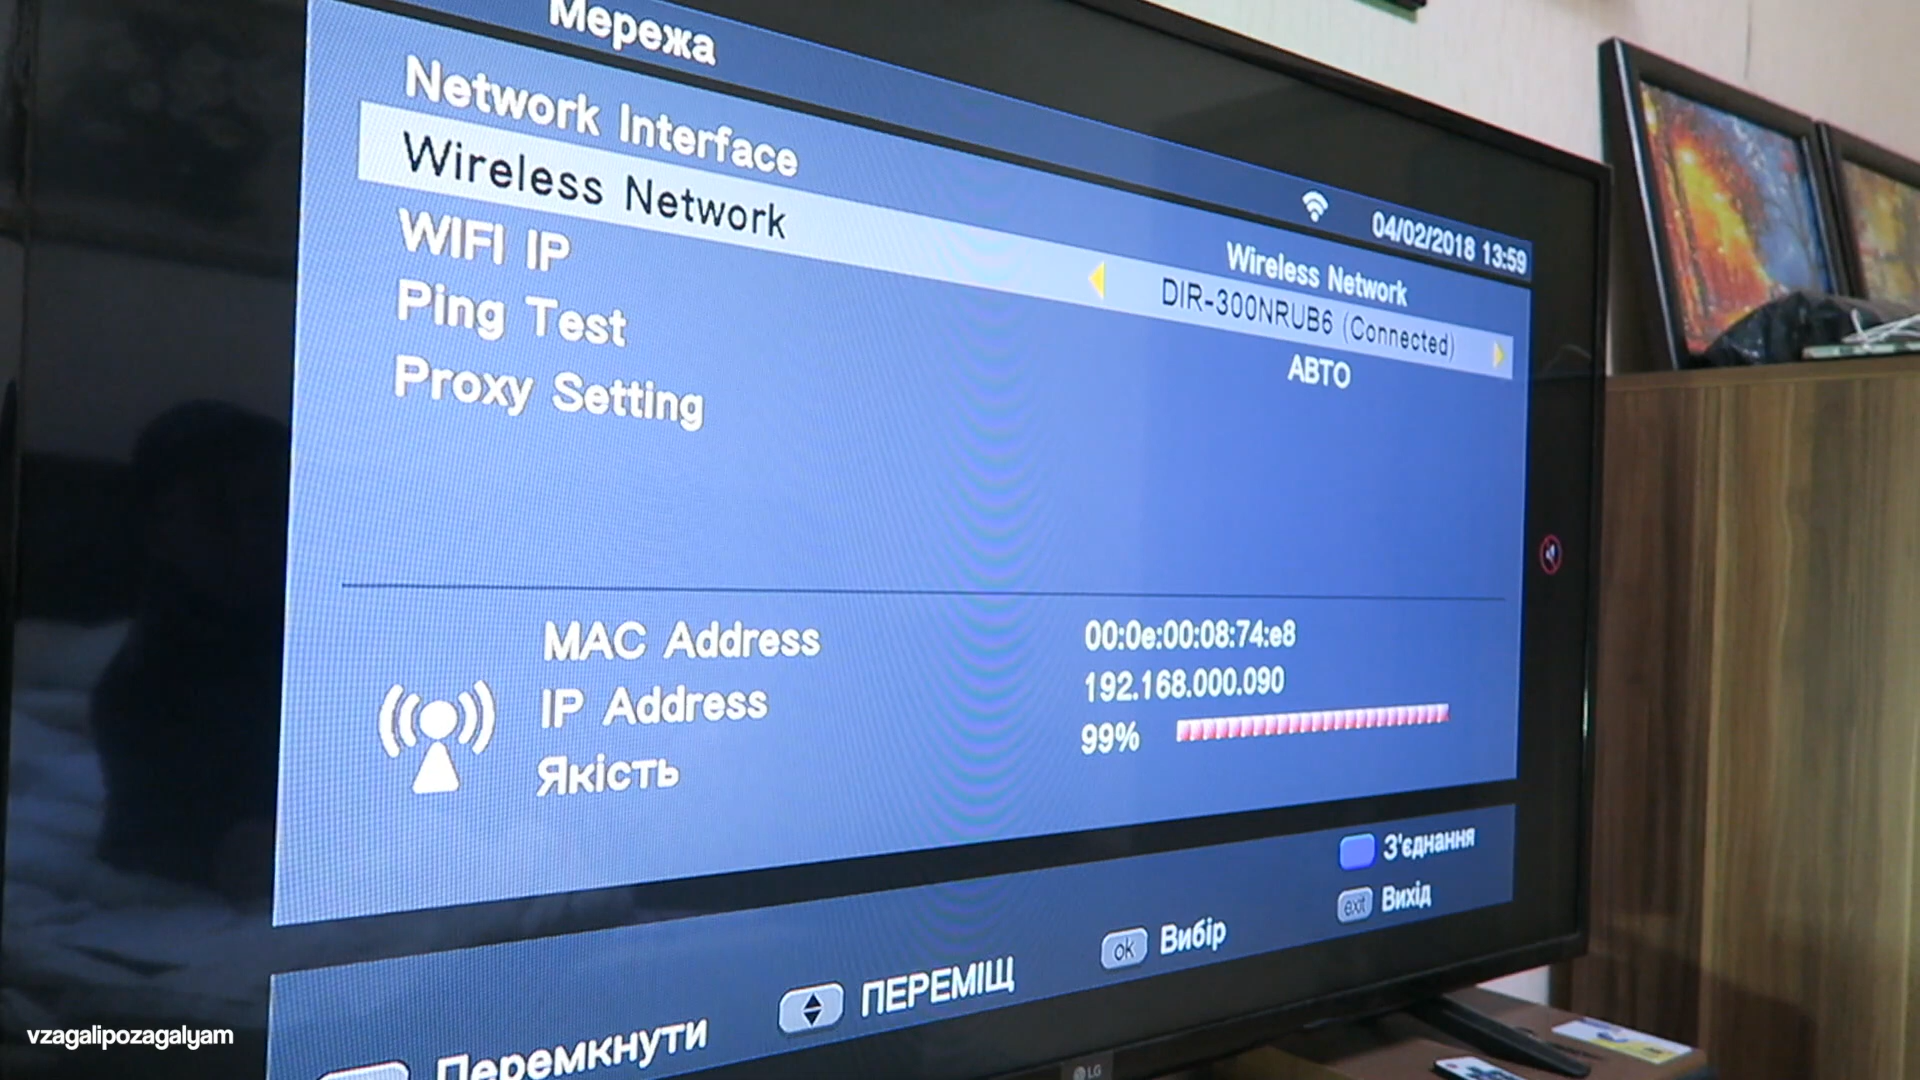 Мережа
04/02/2018 13:59
Network Interface
Wireless Network
Wireless Network
DIR-300NRUB6 (Connected)
WIFI IP
АВТО
Ping Test
Proxy Setting
MAC Address
00:0e:00:08:74:e8
IP Address
192.168.000.090
Якість
99%
З'єднання
Перемкнути
ПЕРЕМІЩ
ok Вибір
exit Вихід
LG
vzagalipozagalyam